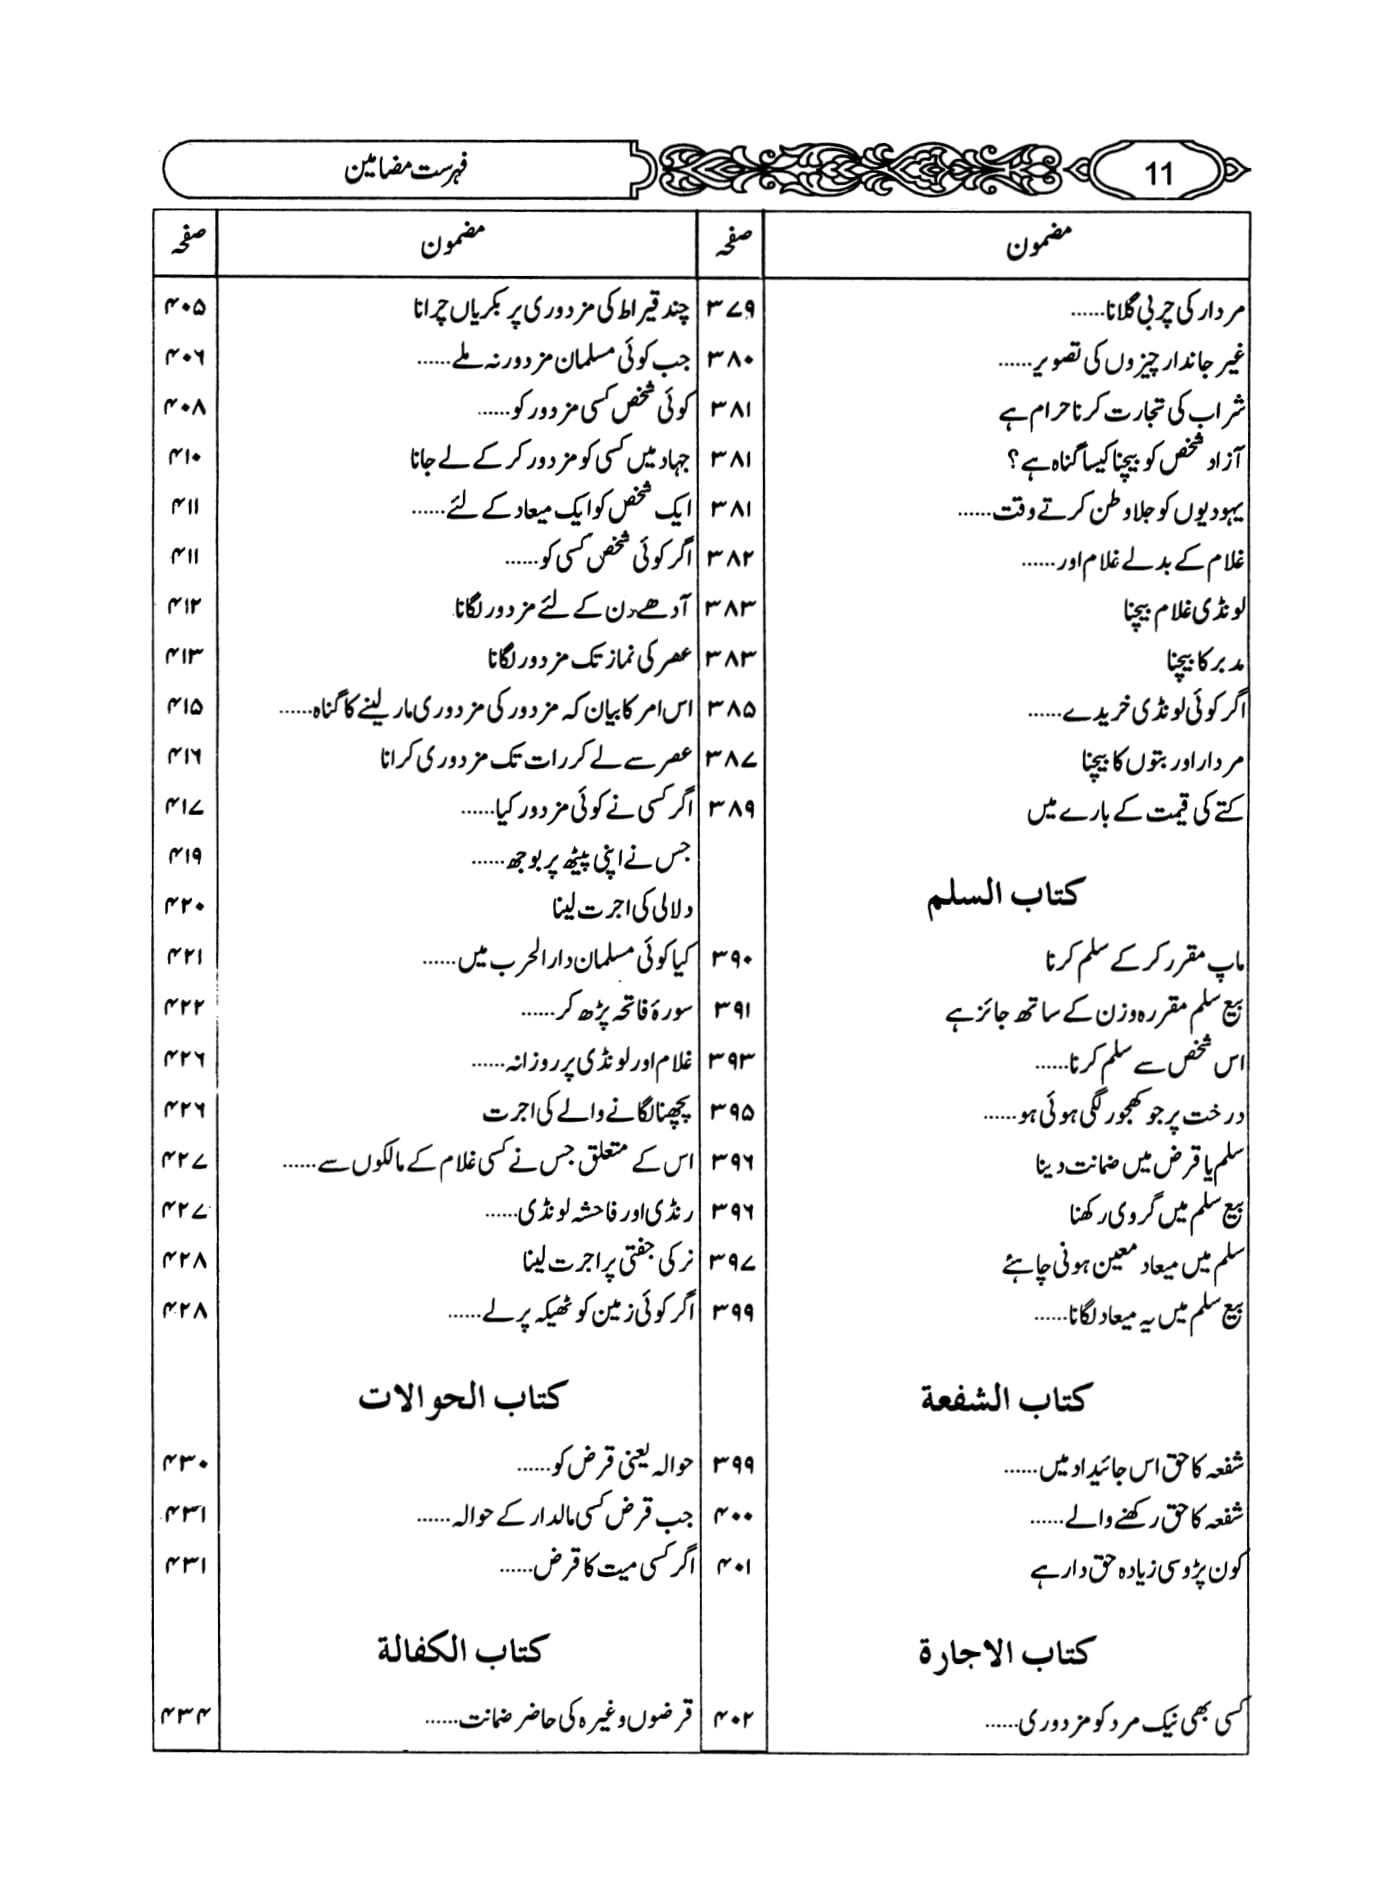 11
فہرست مضامین
مضمون صفحہ
مردار کی چربی گلانا...... ۳۷۹
غیر جاندار چیزوں کی تصویر...... ۳۸۰
شراب کی تجارت کرنا حرام ہے ۳۸۱
آزاد شخص کو بیچنا کیسا گناہ ہے؟ ۳۸۱
یہودیوں کو جلا وطن کرتے وقت...... ۳۸۱
غلام کے بدلے غلام اور...... ۳۸۲
لونڈی غلام بیچنا ۳۸۳
مدبر کا بیچنا ۳۸۳
اگر کوئی لونڈی خریدے...... ۳۸۵
مردار اور بتوں کا بیچنا ۳۸۷
کتے کی قیمت کے بارے میں ۳۸۹
کتاب السلم
ماپ مقرر کر کے سلم کرنا ۳۹۰
بیع سلم مقررہ وزن کے ساتھ جائز ہے ۳۹۱
اس شخص سے سلم کرنا...... ۳۹۳
درخت پر جو کھجور لگی ہوئی ہو...... ۳۹۵
سلم یا قرض میں ضمانت دینا ۳۹۶
بیع سلم میں گروی رکھنا ۳۹۶
سلم میں میعاد معین ہونی چاہئے ۳۹۷
بیع سلم میں یہ میعاد لگانا...... ۳۹۹
کتاب الشفعة
شفعہ کا حق اس جائیداد میں...... ۳۹۹
شفعہ کا حق رکھنے والے...... ۴۰۰
کون پڑوسی زیادہ حق دار ہے ۴۰۱
کتاب الاجارة
کسی بھی نیک مرد کو مزدوری...... ۴۰۲
مضمون صفحہ
چند قیراط کی مزدوری پر بکریاں چرانا ۴۰۵
جب کوئی مسلمان مزدور نہ ملے...... ۴۰۶
کوئی شخص کسی مزدور کو...... ۴۰۸
جہاد میں کسی کو مزدور کر کے لے جانا ۴۱۰
ایک شخص کو ایک میعاد کے لئے...... ۴۱۱
اگر کوئی شخص کسی کو...... ۴۱۱
آدھے دن کے لئے مزدور لگانا ۴۱۲
عصر کی نماز تک مزدور لگانا ۴۱۳
اس امر کا بیان کہ مزدور کی مزدوری مار لینے کا گناہ...... ۴۱۵
عصر سے لے کر رات تک مزدوری کرانا ۴۱۶
اگر کسی نے کوئی مزدور کیا...... ۴۱۷
جس نے اپنی پیٹھ پر بوجھ...... ۴۱۹
دلالی کی اجرت لینا ۴۲۰
کیا کوئی مسلمان دار الحرب میں...... ۴۲۱
سورۂ فاتحہ پڑھ کر...... ۴۲۲
غلام اور لونڈی پر روزانہ...... ۴۲۶
پچھنا لگانے والے کی اجرت ۴۲۶
اس کے متعلق جس نے کسی غلام کے مالکوں سے...... ۴۲۷
رنڈی اور فاحشہ لونڈی...... ۴۲۷
نر کی جفتی پر اجرت لینا ۴۲۸
اگر کوئی زمین کو ٹھیکہ پر لے...... ۴۲۸
کتاب الحوالات
حوالہ یعنی قرض کو...... ۴۳۰
جب قرض کسی مالدار کے حوالہ...... ۴۳۱
اگر کسی میت کا قرض...... ۴۳۱
کتاب الکفالة
قرضوں وغیرہ کی حاضر ضمانت...... ۴۳۴